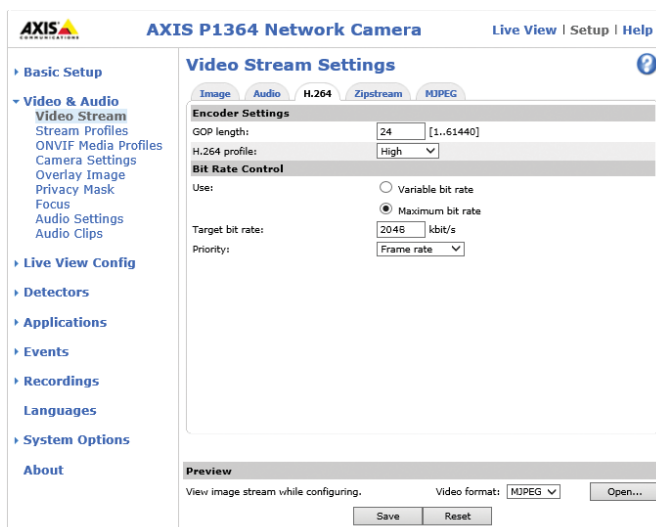 AXIS
COMMUNICATIONS
AXIS P1364 Network Camera
Live View | Setup | Help
Basic Setup
Video & Audio
Video Stream
Stream Profiles
ONVIF Media Profiles
Camera Settings
Overlay Image
Privacy Mask
Focus
Audio Settings
Audio Clips
Live View Config
Detectors
Applications
Events
Recordings
Languages
System Options
About
Video Stream Settings
?
Image Audio H.264 Zipstream MJPEG
Encoder Settings
GOP length: 24 [1..61440]
H.264 profile: High
Bit Rate Control
Use: Variable bit rate
Maximum bit rate
Target bit rate: 2046 kbit/s
Priority: Frame rate
Preview
View image stream while configuring. Video format: MJPEG Open...
Save Reset